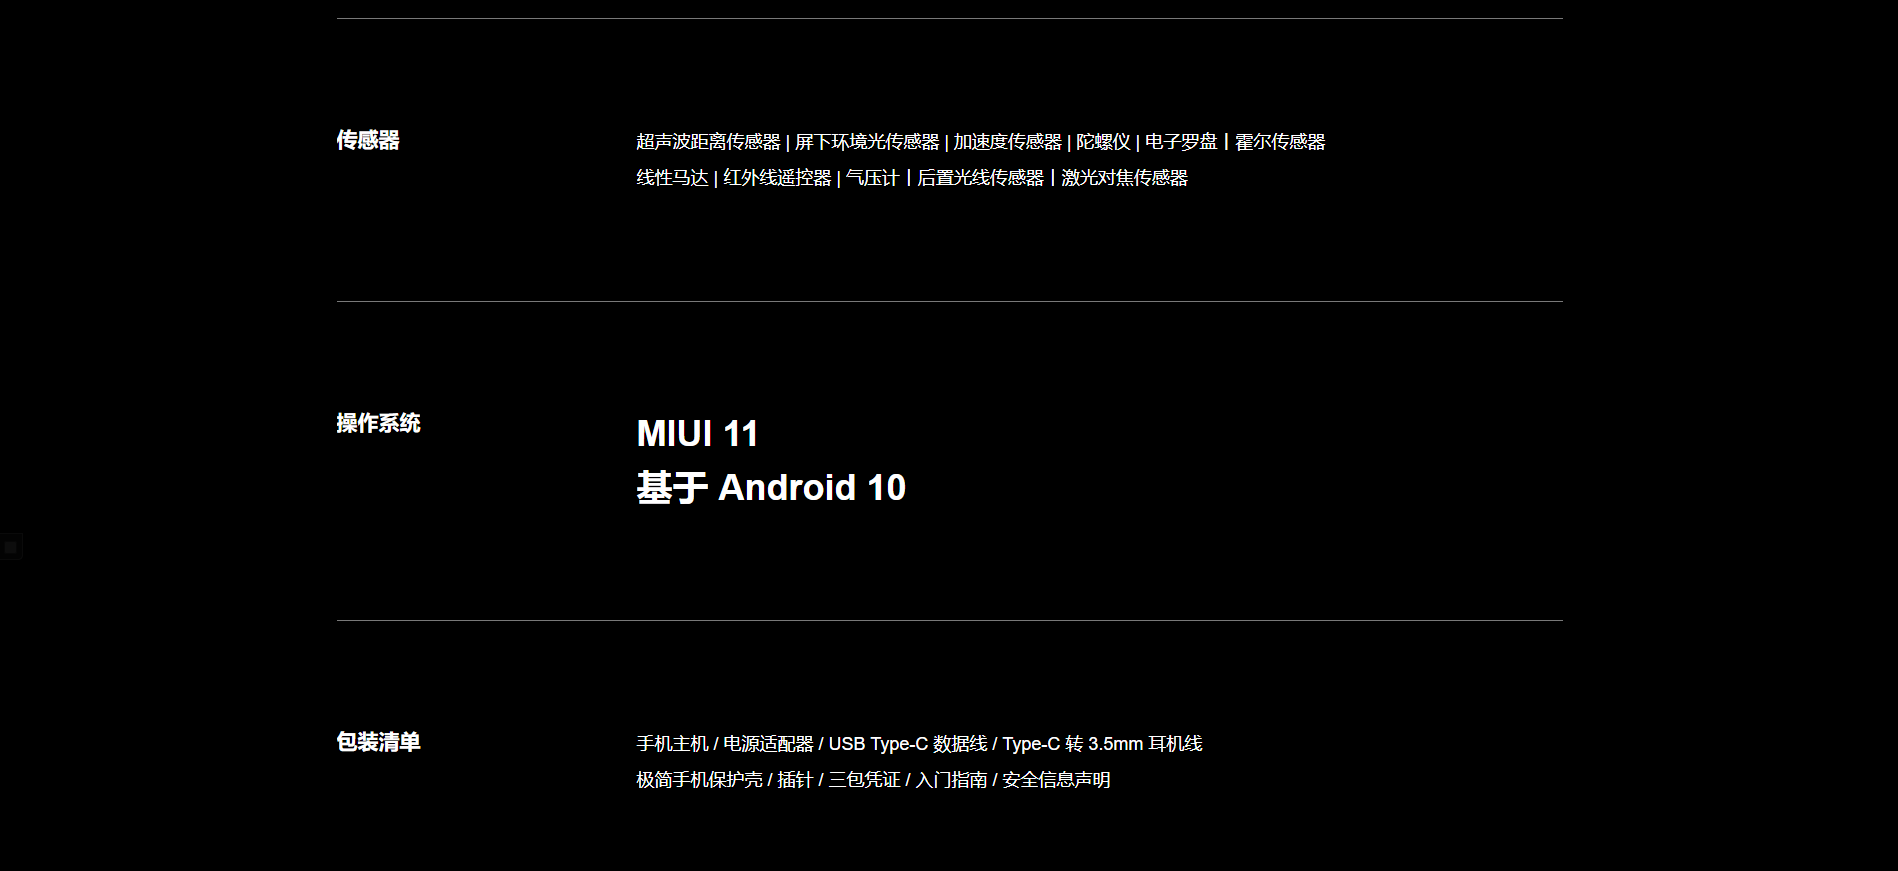 传感器
超声波距离传感器 | 屏下环境光传感器 | 加速度传感器 | 陀螺仪 | 电子罗盘丨霍尔传感器
线性马达 | 红外线遥控器 | 气压计丨后置光线传感器丨激光对焦传感器
操作系统
MIUI 11
基于 Android 10
包装清单
手机主机 / 电源适配器 / USB Type-C 数据线 / Type-C 转 3.5mm 耳机线
极简手机保护壳 / 插针 / 三包凭证 / 入门指南 / 安全信息声明